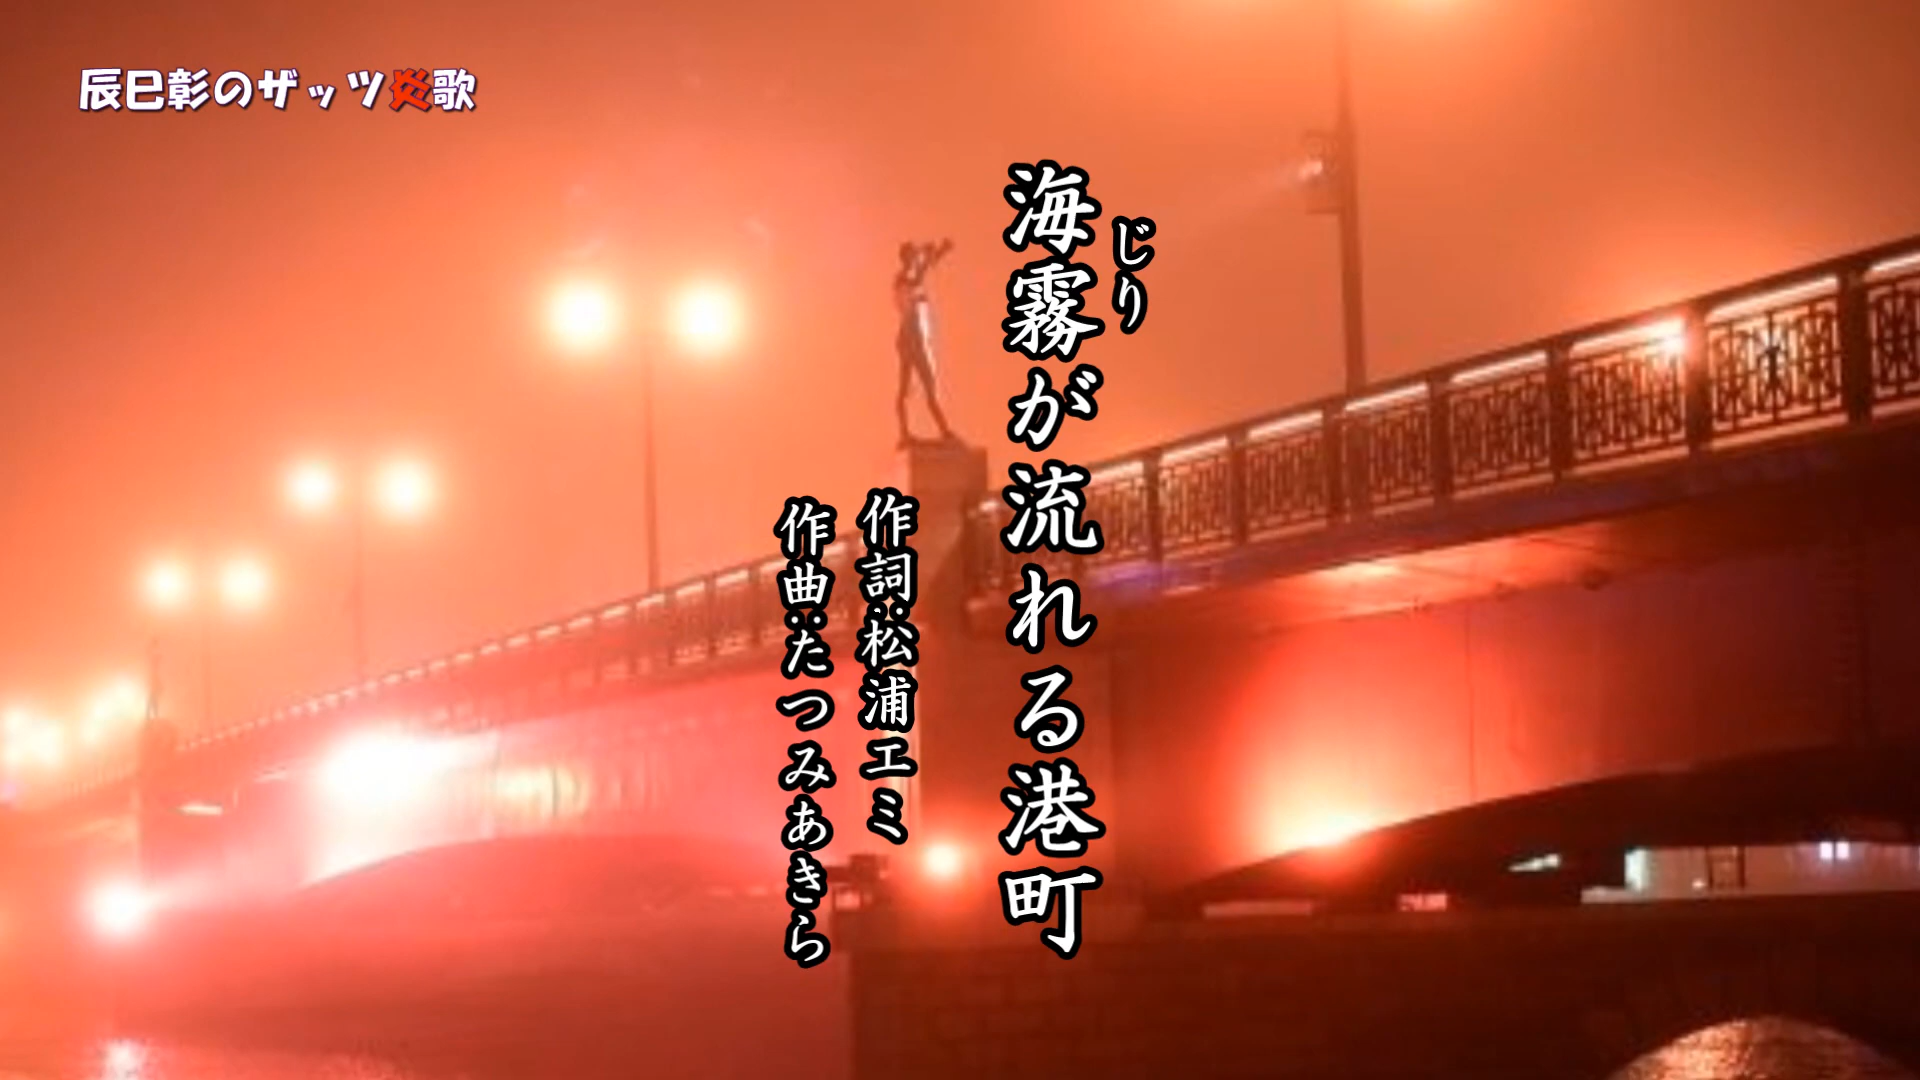 辰巳彰のザッツ炎歌
海霧が流れる港町
じり
作詞:松浦エミ
作曲:たつみあきら